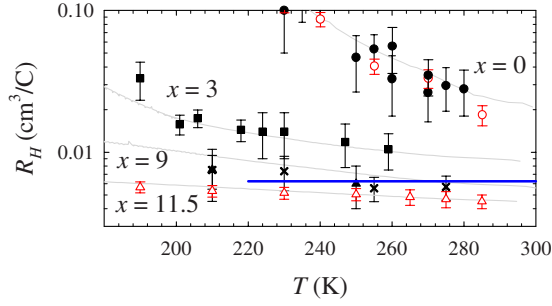 0.10
x = 3
x = 0
R_H (cm³/C)
0.01
x = 9
x = 11.5
200 220 240 260 280 300
T (K)